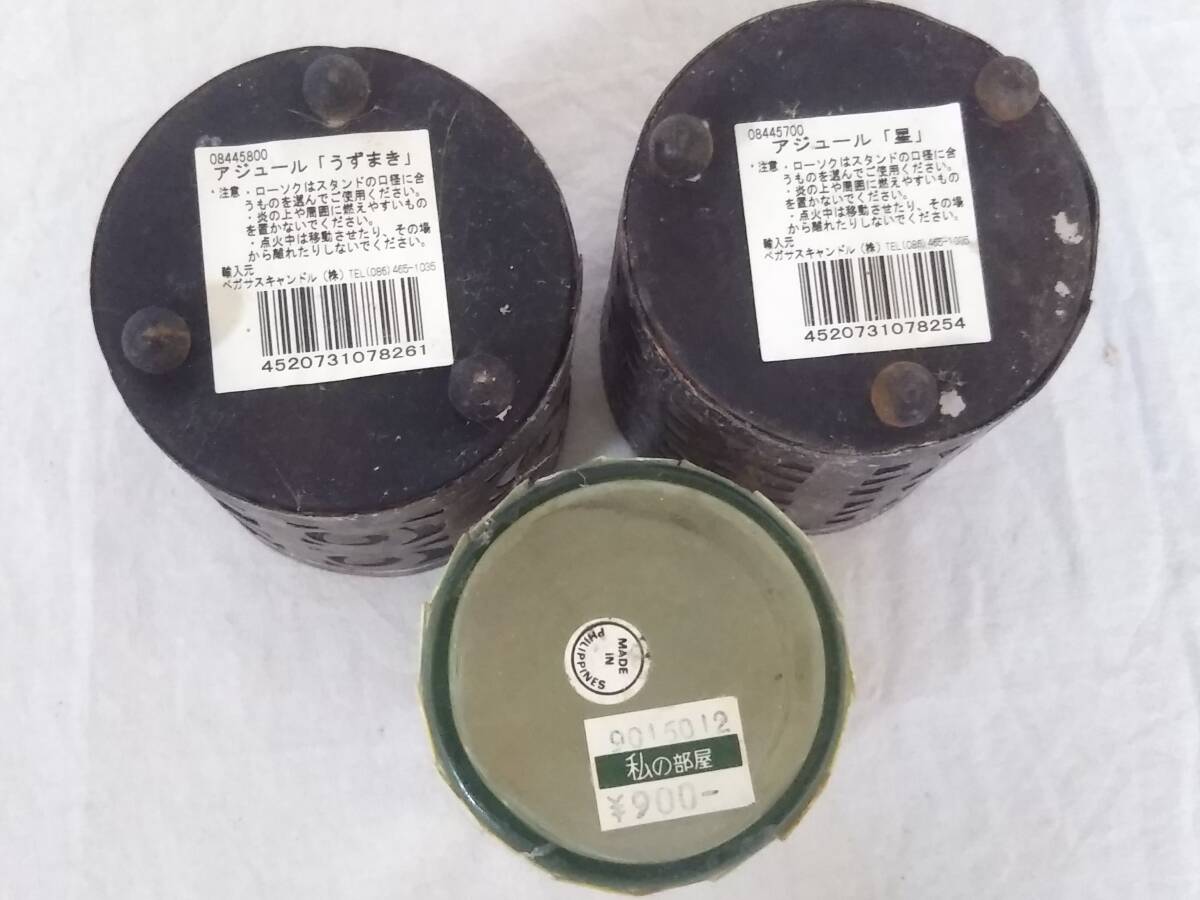 08445800
アジュール「うずまき」
・注意・ローソクはスタンドの口径に合
うものを選んでご使用ください。
・炎の上や周囲に燃えやすいもの
を置かないでください。
・点火中は移動させたり、その場
から離れたりしないでください。
輸入元
ペガサスキャンドル（株）TEL(086)465-1035
4520731078261
08445700
アジュール「星」
・注意・ローソクはスタンドの口径に合
うものを選んでご使用ください。
・炎の上や周囲に燃えやすいもの
を置かないでください。
・点火中は移動させたり、その場
から離れたりしないでください。
輸入元
ペガサスキャンドル（株）TEL(086)465-1035
4520731078254
MADE
IN
PHILIPPINES
9015012
私の部屋
¥900-